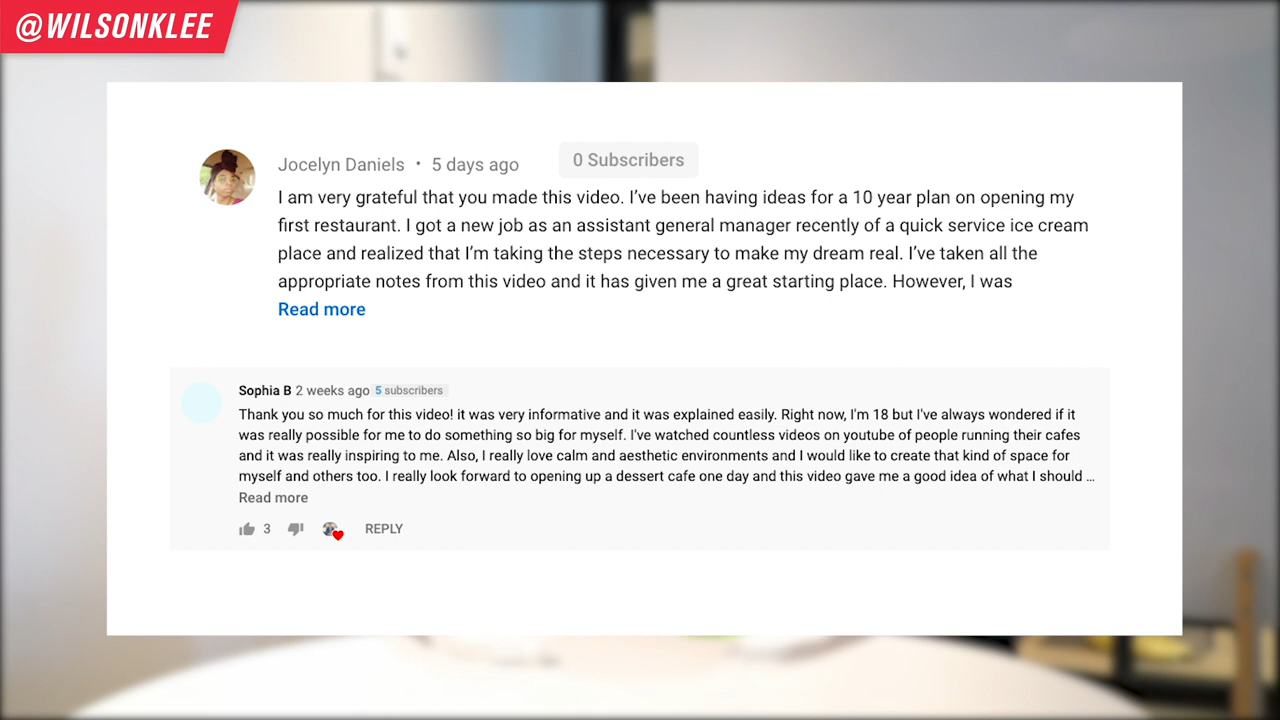 @WILSONKLEE
Jocelyn Daniels • 5 days ago 0 Subscribers
I am very grateful that you made this video. I’ve been having ideas for a 10 year plan on opening my
first restaurant. I got a new job as an assistant general manager recently of a quick service ice cream
place and realized that I’m taking the steps necessary to make my dream real. I’ve taken all the
appropriate notes from this video and it has given me a great starting place. However, I was
Read more
Sophia B 2 weeks ago 5 subscribers
Thank you so much for this video! it was very informative and it was explained easily. Right now, I'm 18 but I've always wondered if it
was really possible for me to do something so big for myself. I've watched countless videos on youtube of people running their cafes
and it was really inspiring to me. Also, I really love calm and aesthetic environments and I would like to create that kind of space for
myself and others too. I really look forward to opening up a dessert cafe one day and this video gave me a good idea of what I should ...
Read more
3 REPLY